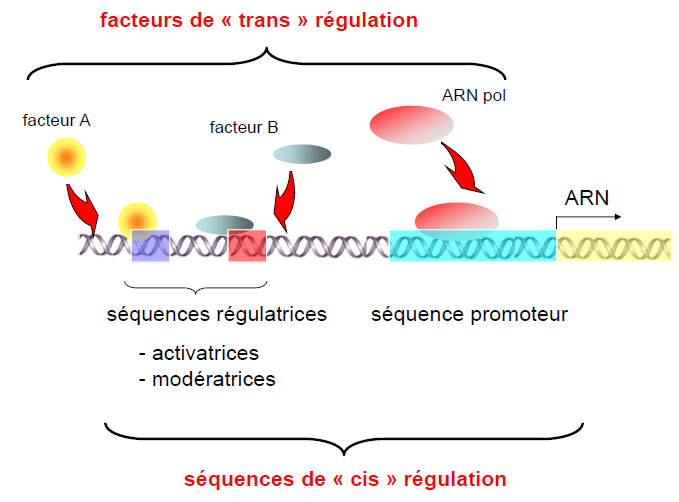 facteurs de « trans » régulation
ARN pol
facteur A
facteur B
ARN
séquences régulatrices
séquence promoteur
- activatrices
- modératrices
séquences de « cis » régulation